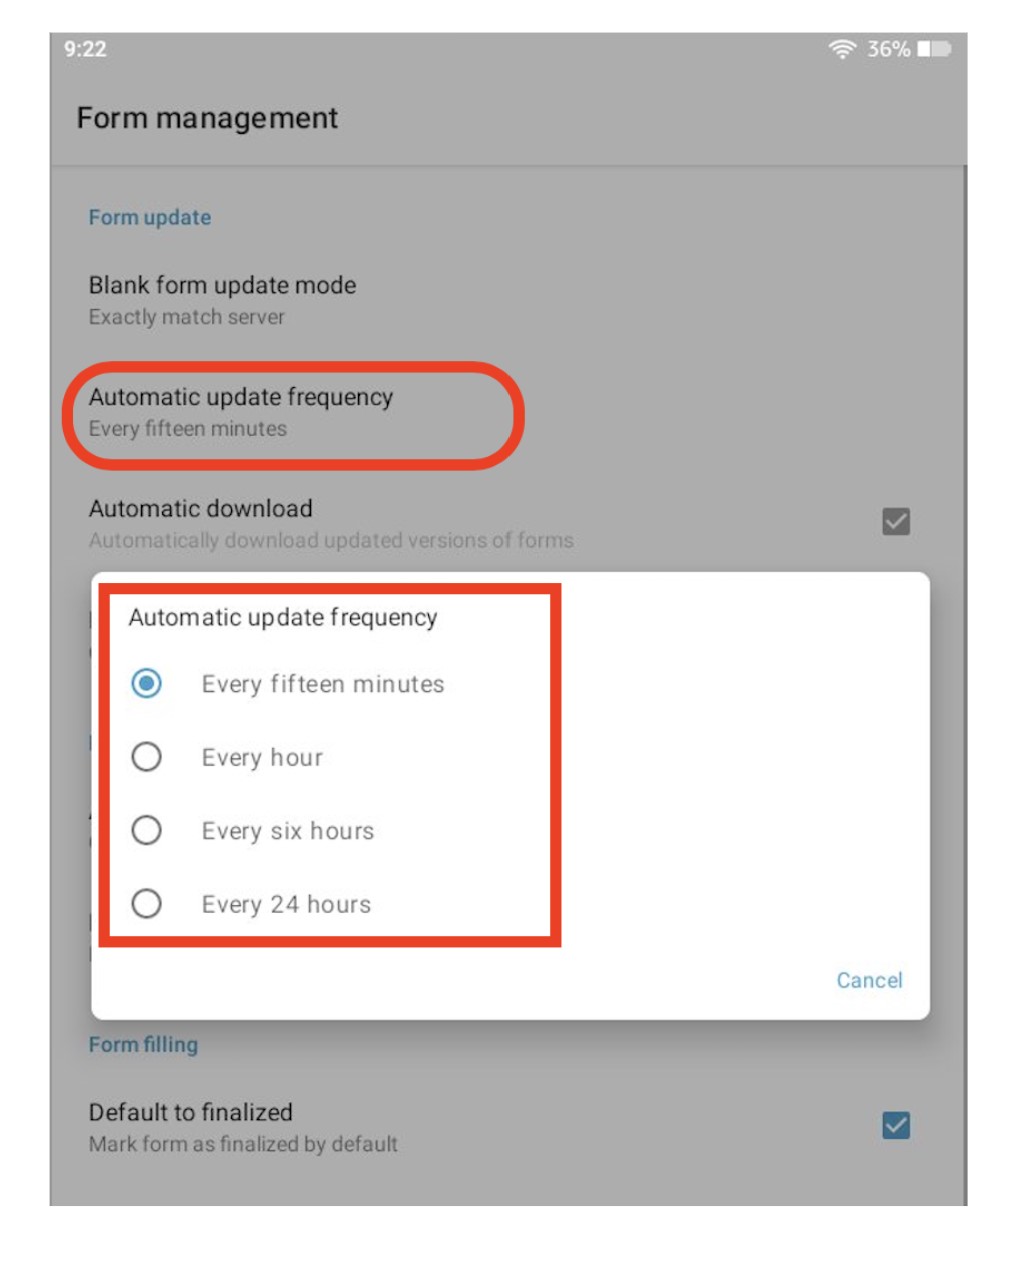 9:22
36%
Form management
Form update
Blank form update mode
Exactly match server
Automatic update frequency
Every fifteen minutes
Automatic download
Automatically download updated versions of forms
Automatic update frequency
Every fifteen minutes
Every hour
Every six hours
Every 24 hours
Cancel
Form filling
Default to finalized
Mark form as finalized by default